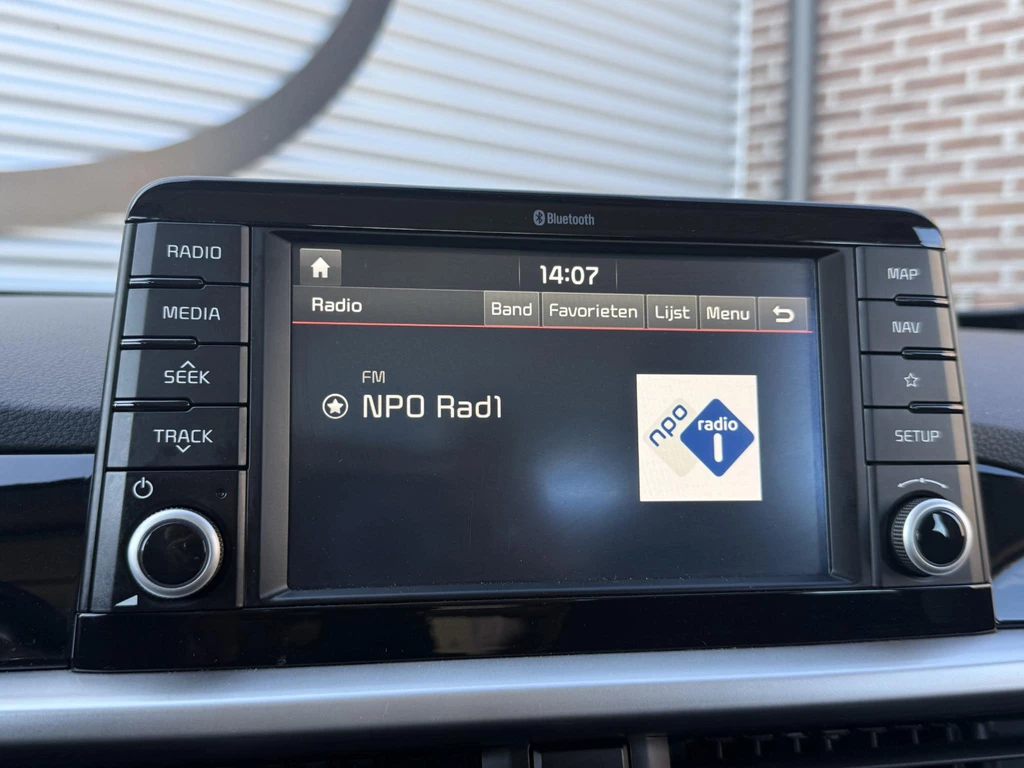 Bluetooth
RADIO
MEDIA
SEEK
TRACK
14:07
Radio
Band
Favorieten
Lijst
Menu
FM
NPO Rad1
npo
radio
1
MAP
NAV
SETUP